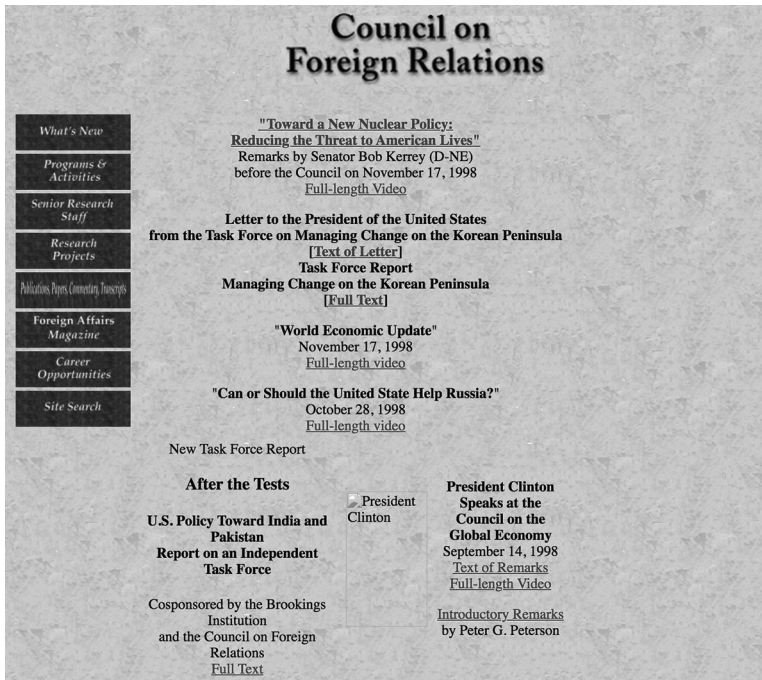 Council on
Foreign Relations
What's New
Programs &
Activities
Senior Research
Staff
Research
Projects
Publications, Papers, Commentary, Transcripts
Foreign Affairs
Magazine
Career
Opportunities
Site Search
"Toward a New Nuclear Policy:
Reducing the Threat to American Lives"
Remarks by Senator Bob Kerrey (D-NE)
before the Council on November 17, 1998
Full-length Video
Letter to the President of the United States
from the Task Force on Managing Change on the Korean Peninsula
[Text of Letter]
Task Force Report
Managing Change on the Korean Peninsula
[Full Text]
"World Economic Update"
November 17, 1998
Full-length video
"Can or Should the United State Help Russia?"
October 28, 1998
Full-length video
New Task Force Report
After the Tests
U.S. Policy Toward India and
Pakistan
Report on an Independent
Task Force
Cosponsored by the Brookings
Institution
and the Council on Foreign
Relations
Full Text
President
Clinton
President Clinton
Speaks at the
Council on the
Global Economy
September 14, 1998
Text of Remarks
Full-length Video
Introductory Remarks
by Peter G. Peterson